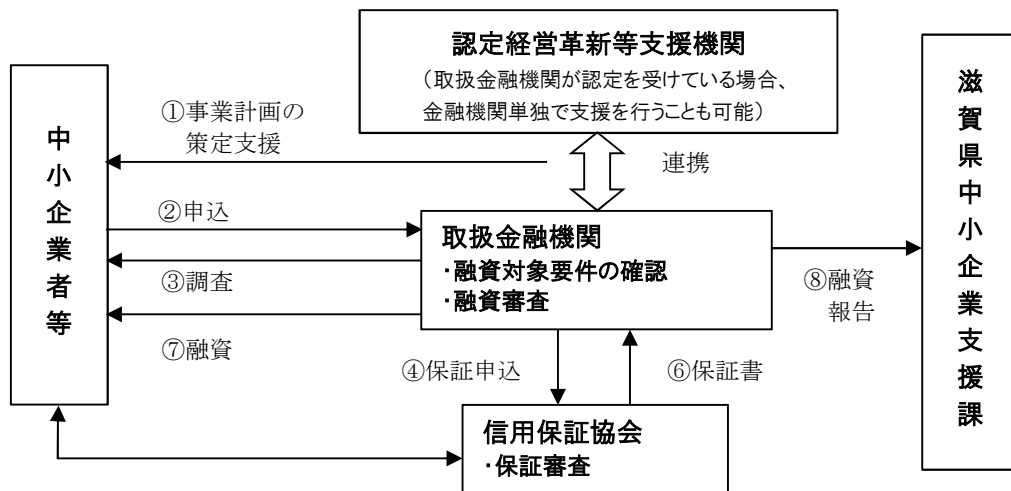 認定経営革新等支援機関
（取扱金融機関が認定を受けている場合、
金融機関単独で支援を行うことも可能）
中小企業者等
①事業計画の
策定支援
連携
②申込
取扱金融機関
・融資対象要件の確認
・融資審査
③調査
⑦融資
⑧融資
報告
④保証申込
⑥保証書
信用保証協会
・保証審査
滋賀県中小企業支援課